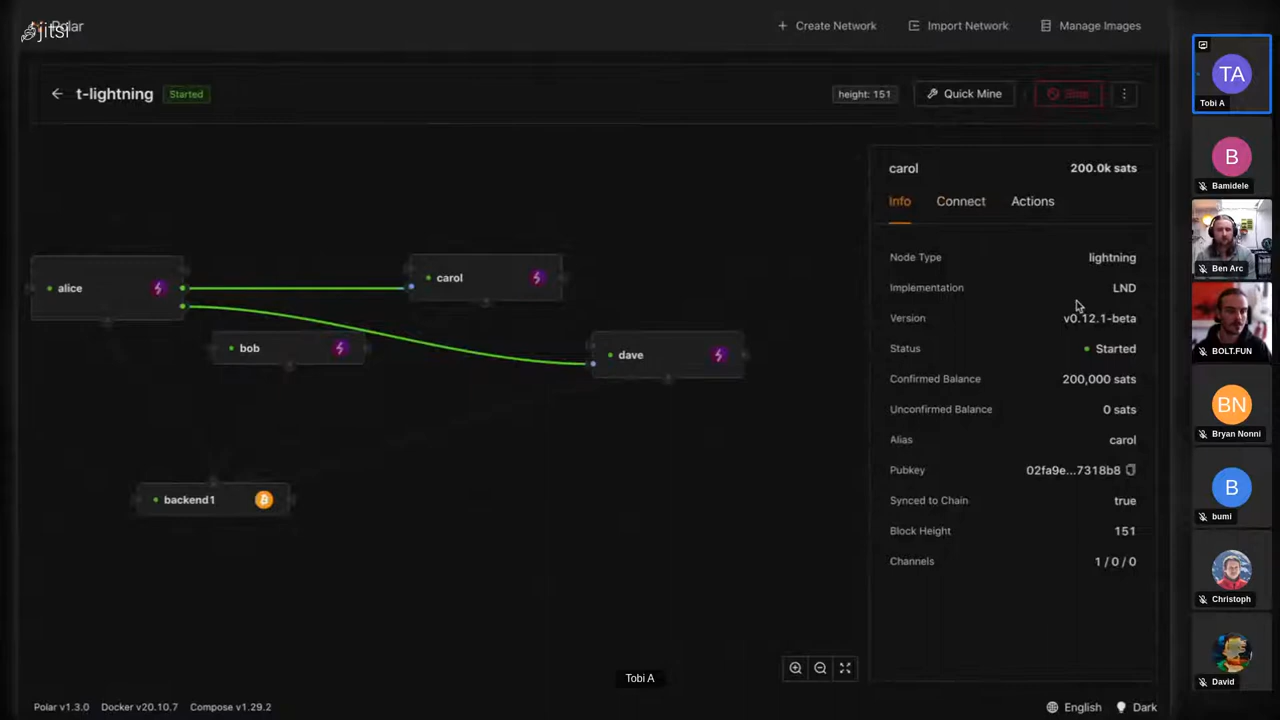 jitsi
Polar
Create Network
Import Network
Manage Images
t-lightning
Started
height: 151
Quick Mine
Stop
carol
200.0k sats
Info
Connect
Actions
Node Type
lightning
Implementation
LND
Version
v0.12.1-beta
Status
Started
Confirmed Balance
200,000 sats
Unconfirmed Balance
0 sats
Alias
carol
Pubkey
02fa9e...7318b8
Synced to Chain
true
Block Height
151
Channels
1 / 0 / 0
alice
carol
bob
dave
backend1
Tobi A
Polar v1.3.0
Docker v20.10.7
Compose v1.29.2
English
Dark
TA
Tobi A
B
Bamidele
Ben Arc
BOLT.FUN
BN
Bryan Nonni
B
bumi
Christoph
David